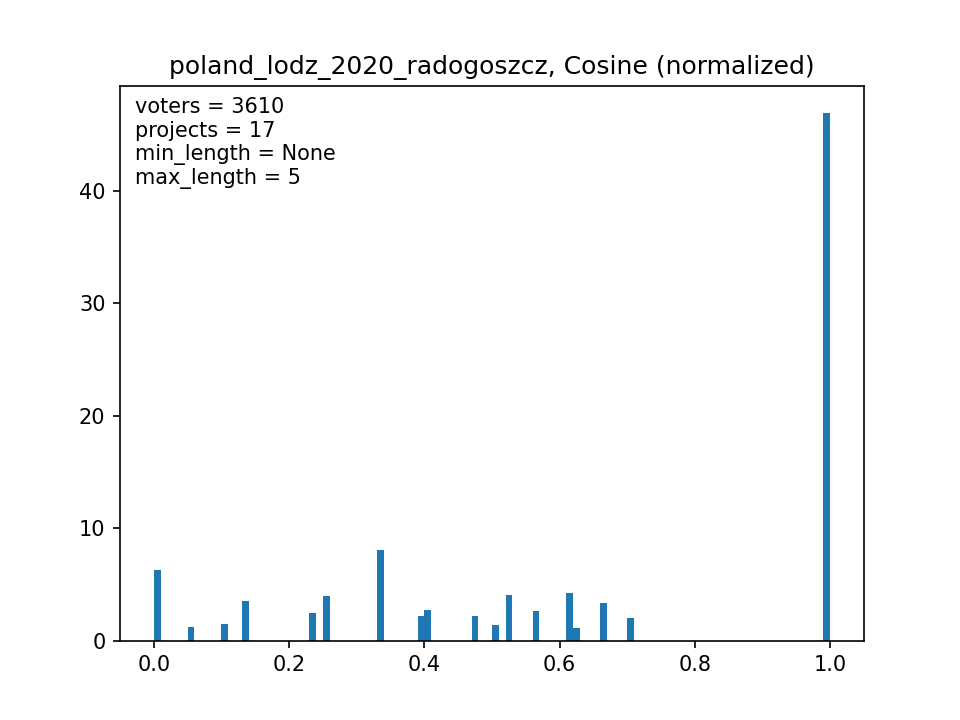 poland_lodz_2020_radogoszcz, Cosine (normalized)
voters = 3610
projects = 17
min_length = None
max_length = 5
40
30
20
10
0
0.0 0.2 0.4 0.6 0.8 1.0